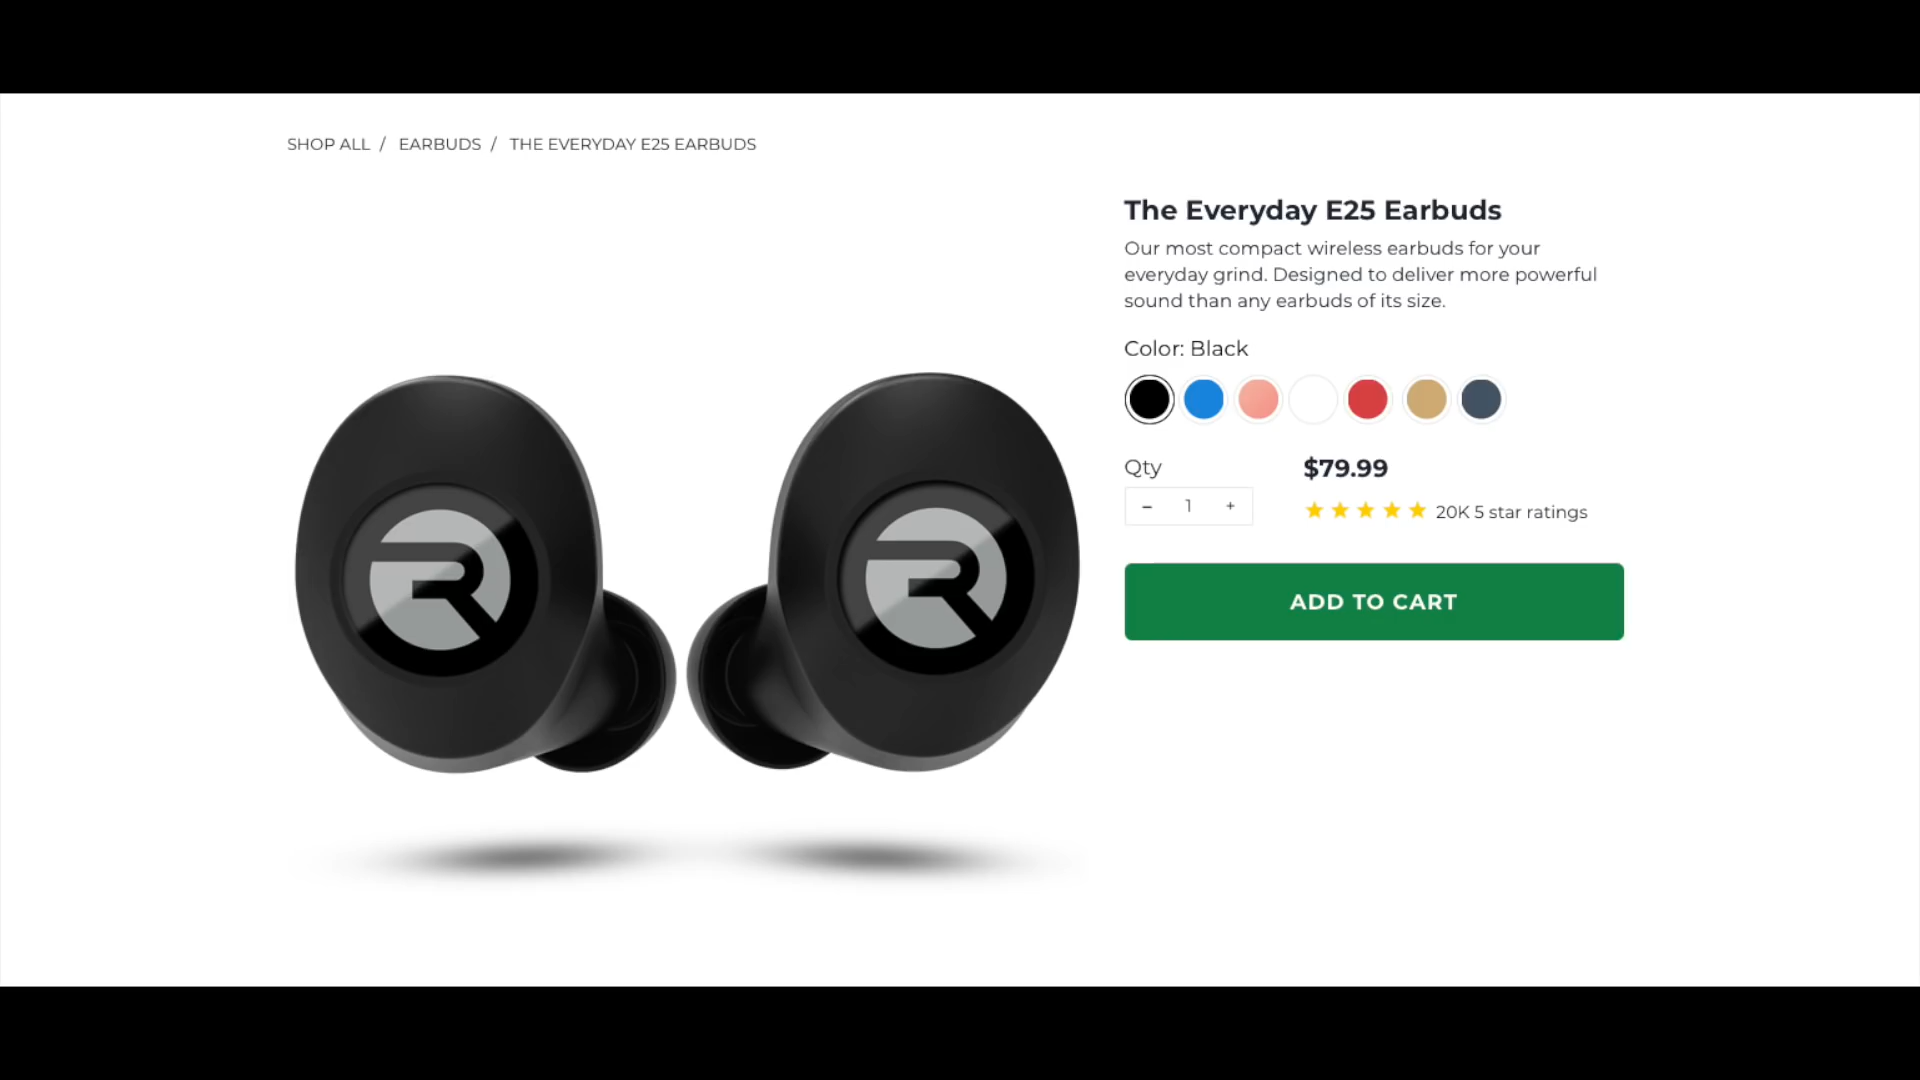 SHOP ALL / EARBUDS / THE EVERYDAY E25 EARBUDS
The Everyday E25 Earbuds
Our most compact wireless earbuds for your
everyday grind. Designed to deliver more powerful
sound than any earbuds of its size.
Color: Black
Qty
$79.99
- 1 +
20K 5 star ratings
ADD TO CART
R R